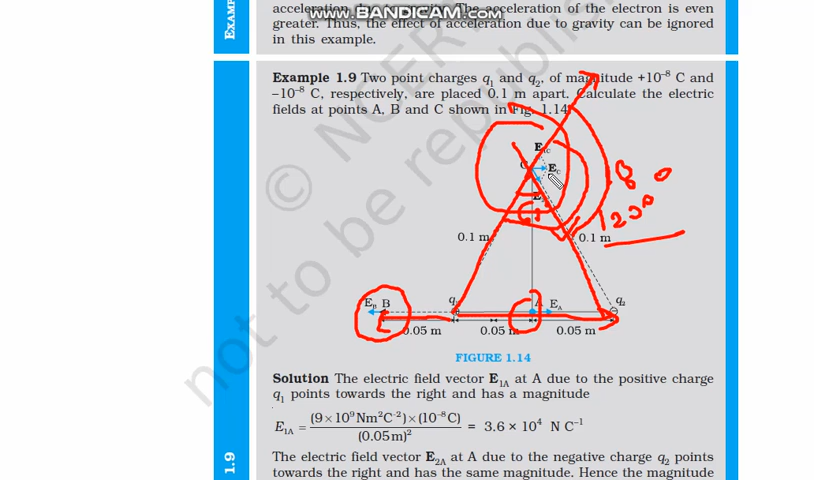 acceleration
The acceleration of the electron is even
www.BANDICAM.com
greater. Thus, the effect of acceleration due to gravity can be ignored
in this example.
EXAMPLE
Example 1.9 Two point charges q1 and q2, of magnitude +10⁻⁸ C and
–10⁻⁸ C, respectively, are placed 0.1 m apart. Calculate the electric
fields at points A, B and C shown in Fig. 1.14.
© NCERT
not to be republished
C
EC
0.1 m
0.1 m
120°
EB B
A EA
q2
0.05 m
0.05 m
0.05 m
FIGURE 1.14
Solution The electric field vector E1A at A due to the positive charge
q1 points towards the right and has a magnitude
E1A = (9×10⁹Nm²C⁻²)×(10⁻⁸C) / (0.05m)² = 3.6 × 10⁴ N C⁻¹
The electric field vector E2A at A due to the negative charge q2 points
towards the right and has the same magnitude. Hence the magnitude
1.9